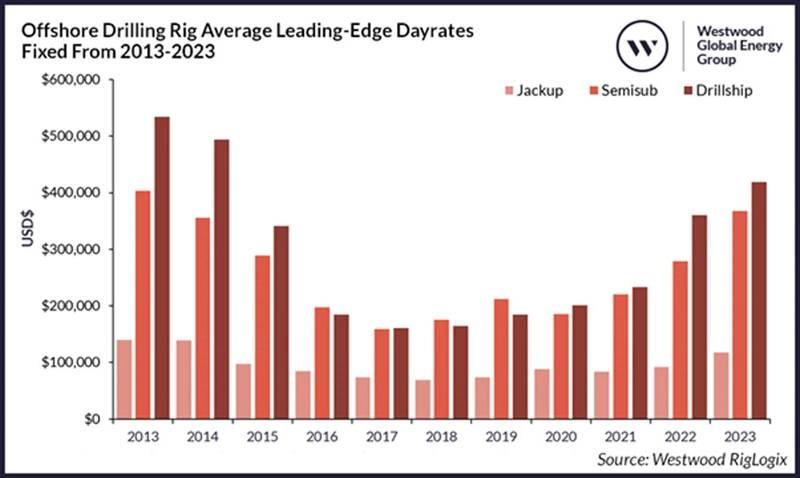 Offshore Drilling Rig Average Leading-Edge Dayrates
Fixed From 2013-2023
W
Westwood
Global Energy
Group
Jackup
Semisub
Drillship
USD$
$600,000
$500,000
$400,000
$300,000
$200,000
$100,000
$0
2013 2014 2015 2016 2017 2018 2019 2020 2021 2022 2023
Source: Westwood RigLogix